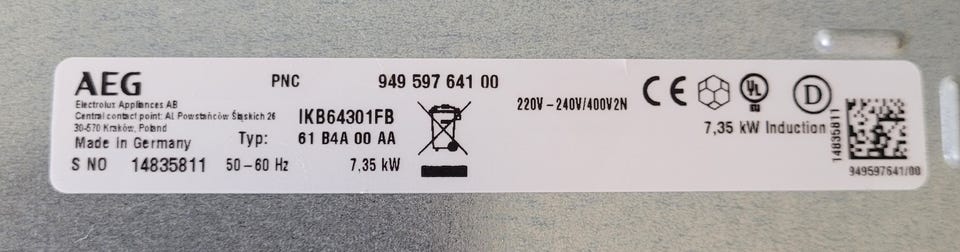 AEG
Electrolux Appliances AB
Central contact point: Al. Powstańców Śląskich 26
30-570 Kraków, Poland
Made in Germany
S NO 14835811
PNC 949 597 641 00
IKB64301FB
Typ: 61 B4A 00 AA
50-60 Hz 7,35 kW
220V-240V/400V2N
CE
UL
D
7,35 kW Induction
14835811
949597641/00